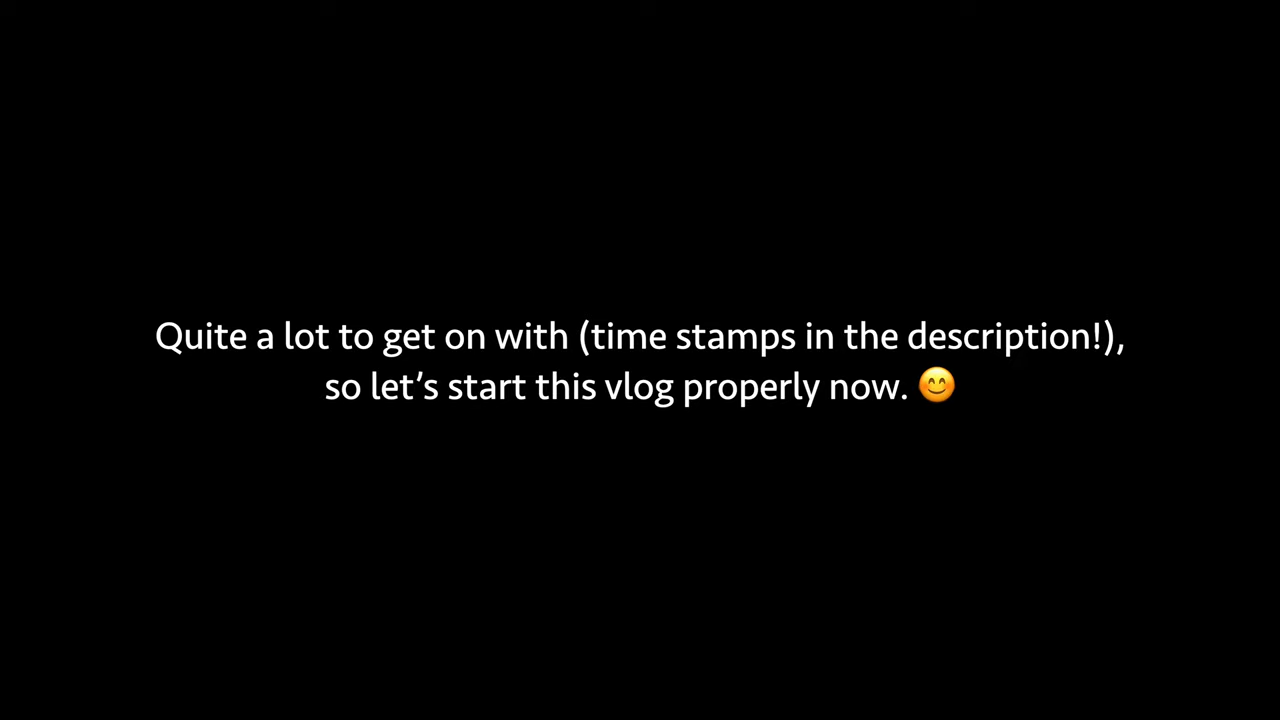 Quite a lot to get on with (time stamps in the description!),
so let’s start this vlog properly now. 😊